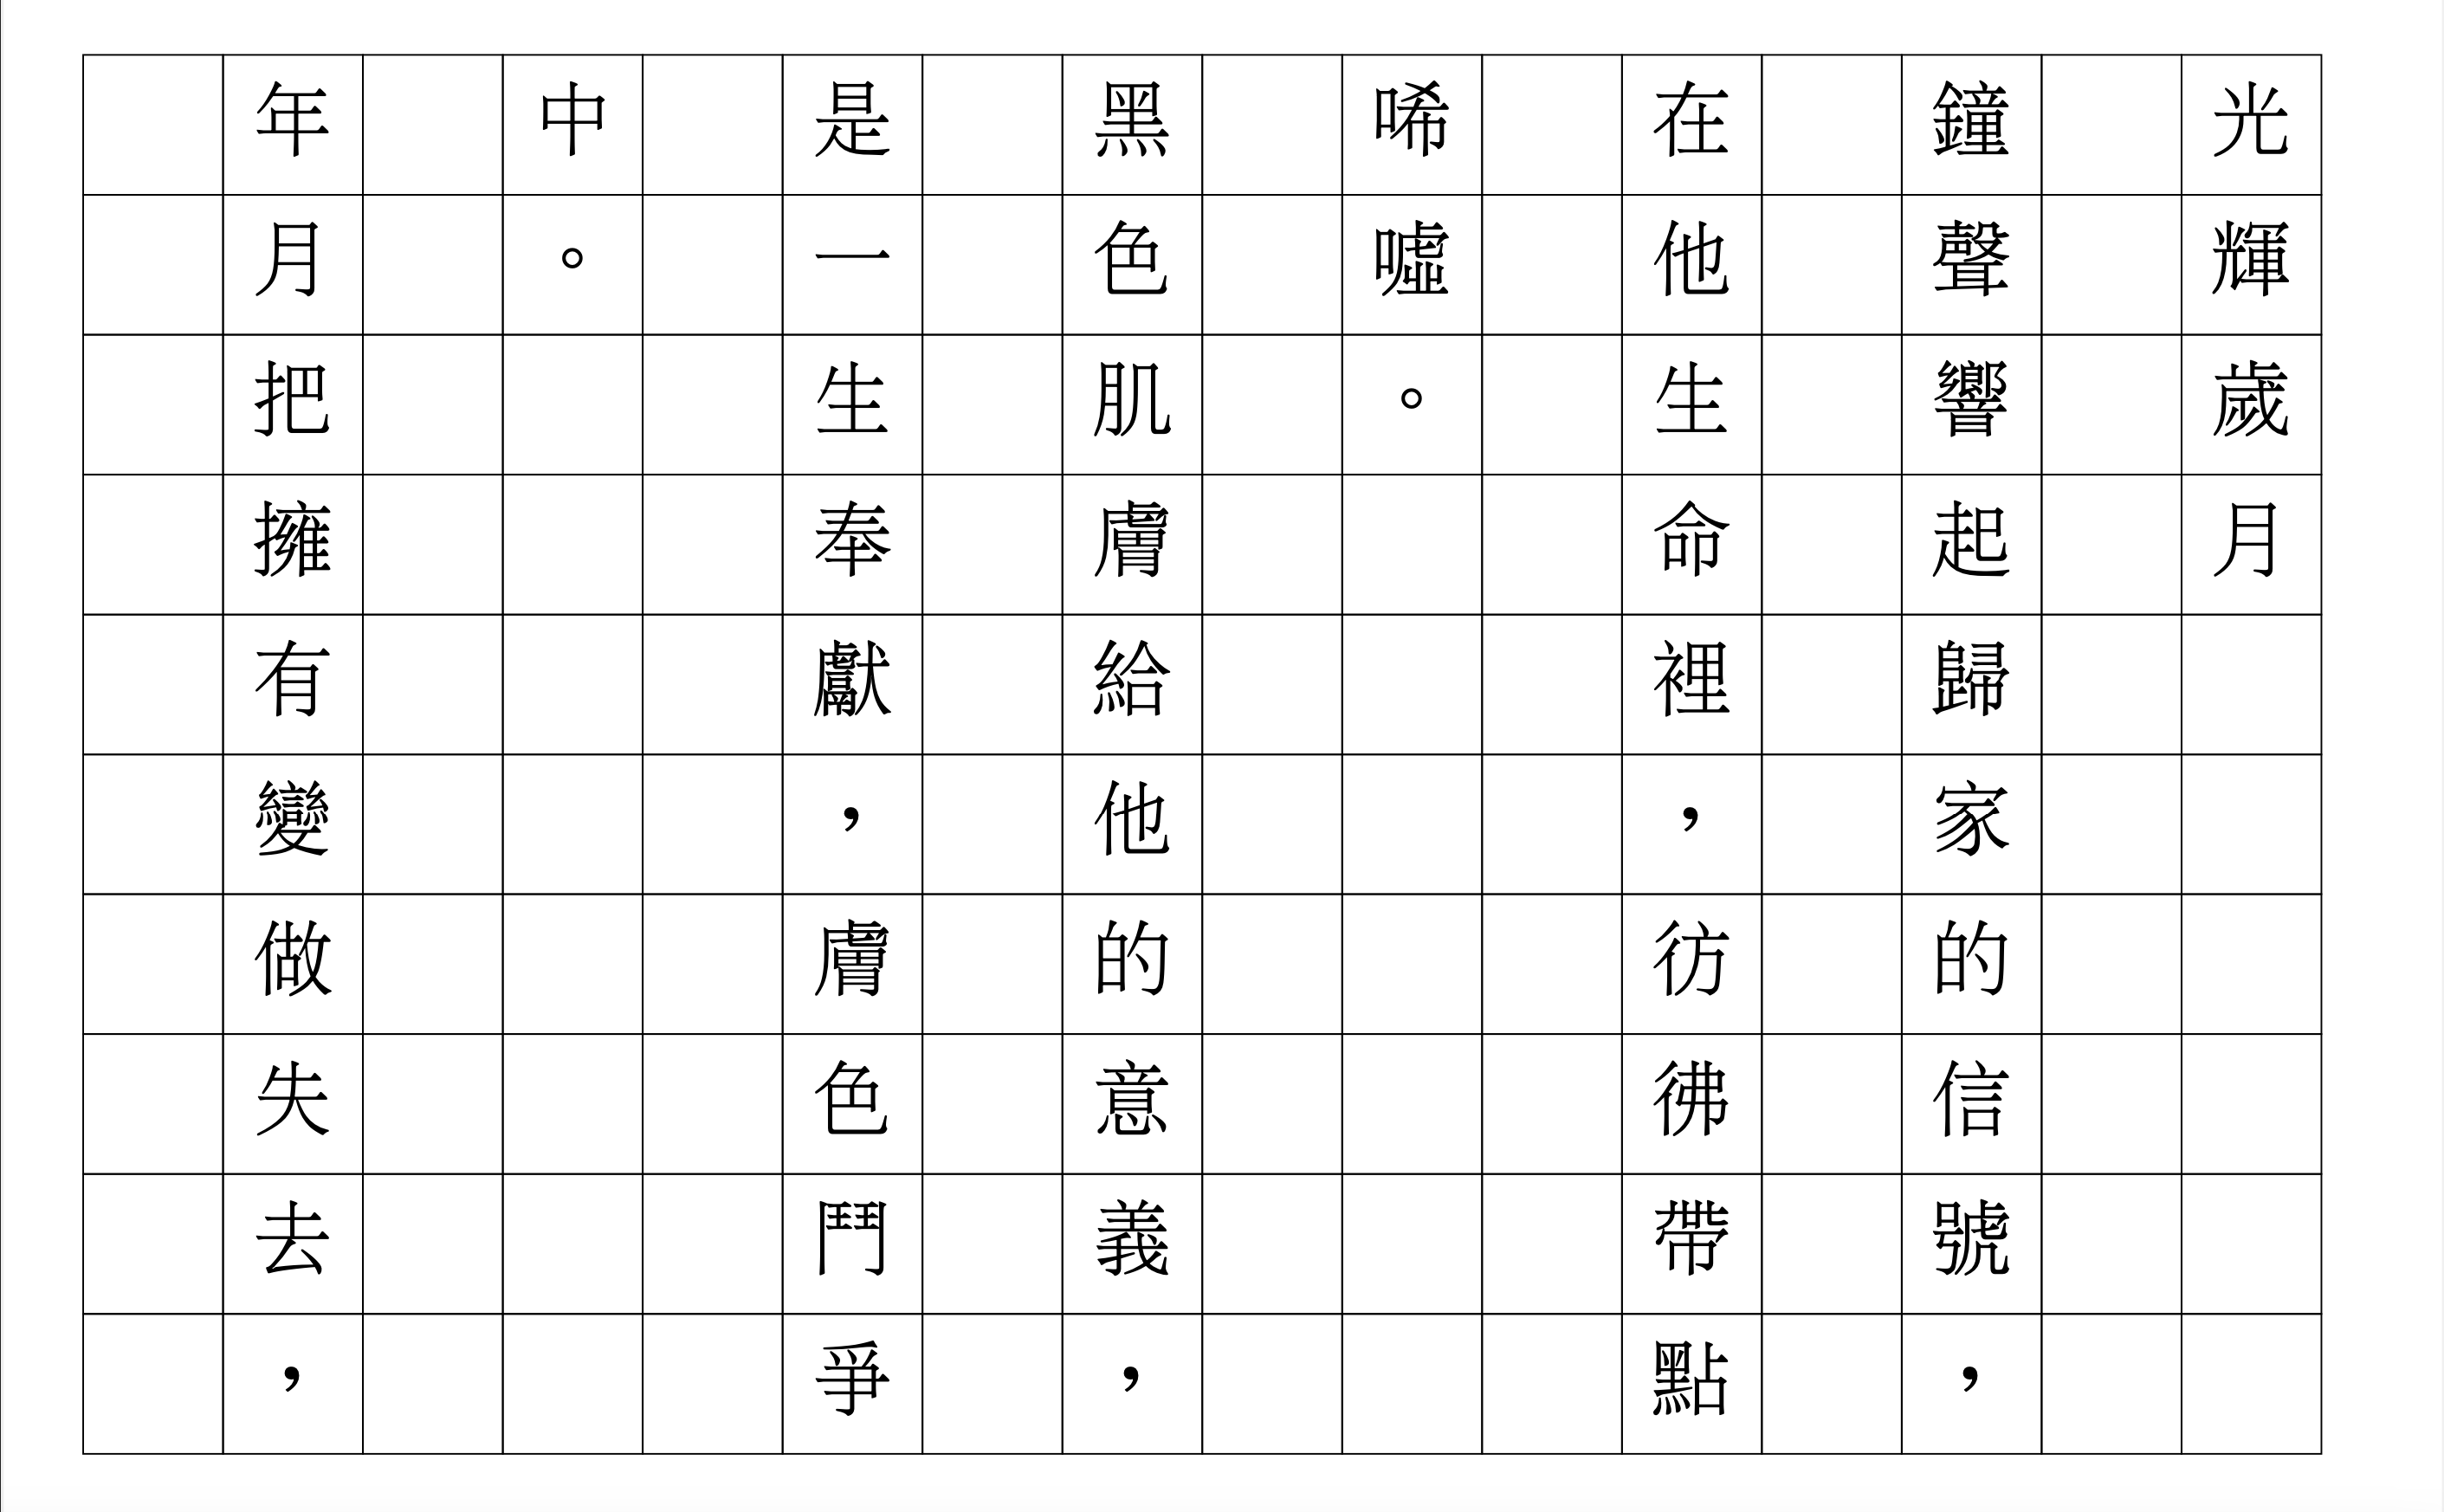 光輝歲月
鐘聲響起歸家的信號，
在他生命裡，彷彿帶點
唏噓。
黑色肌膚給他的意義，
是一生奉獻，膚色鬥爭
中。
年月把擁有變做失去，